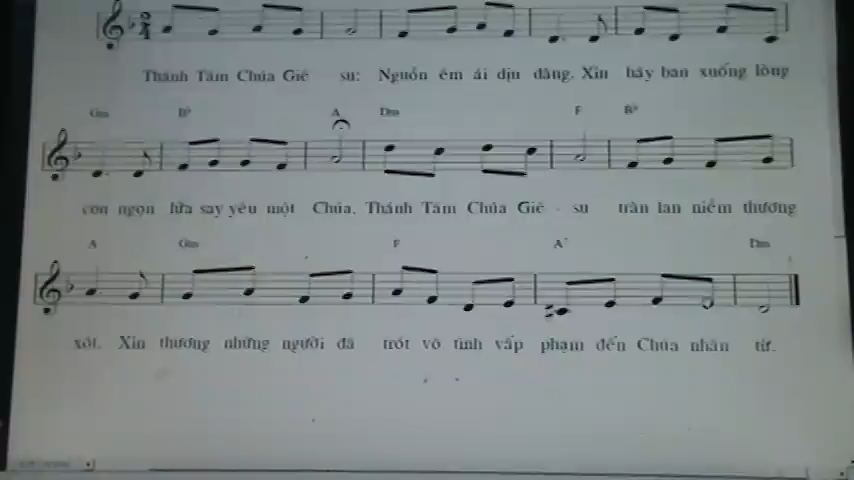 Thánh Tâm Chúa Giê su: Nguồn êm ái dịu dàng. Xin hãy ban xuống lòng
Gm Bb A Dm F Bb
con ngọn lửa say yêu một Chúa. Thánh Tâm Chúa Giê - su tràn lan niềm thương
A Gm F A7 Dm
xót. Xin thương những người đã trót vô tình vấp phạm đến Chúa nhân từ.